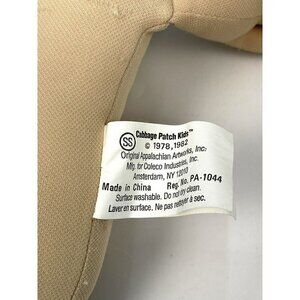 SS Cabbage Patch Kids™
© 1978, 1982
Original Appalachian Artworks, Inc.
Mfg. for Coleco Industries, Inc.
Amsterdam, NY 12010
Made in China Reg. No. PA-1044
Surface washable. Do not dry clean.
Laver en surface. Ne pas nettoyer à sec.